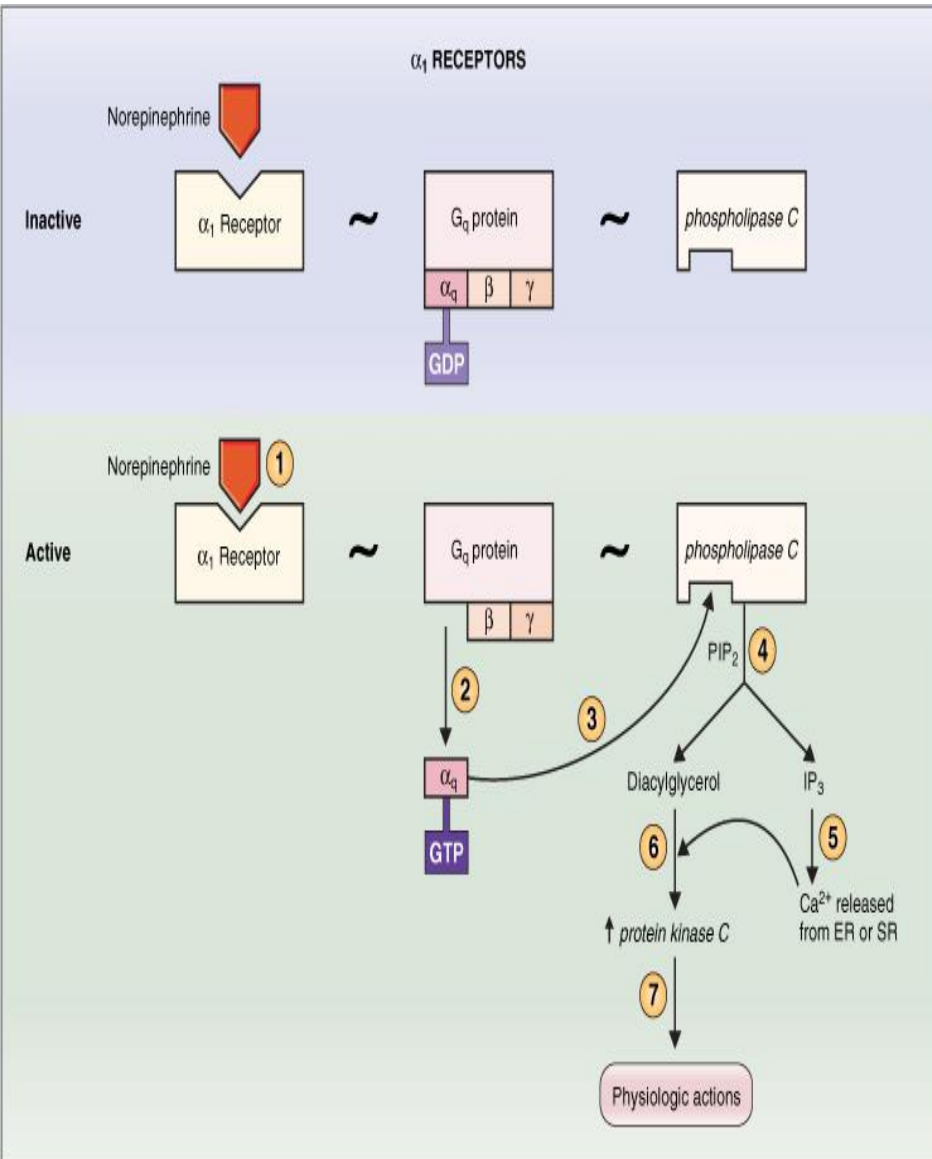 α₁ RECEPTORS
Norepinephrine
Inactive
α₁ Receptor
~
Gq protein
~
phospholipase C
αq β γ
GDP
Norepinephrine
1
Active
α₁ Receptor
~
Gq protein
~
phospholipase C
β γ
2
3
PIP₂
4
αq
GTP
Diacylglycerol
IP₃
6
5
↑ protein kinase C
Ca²⁺ released
from ER or SR
7
Physiologic actions